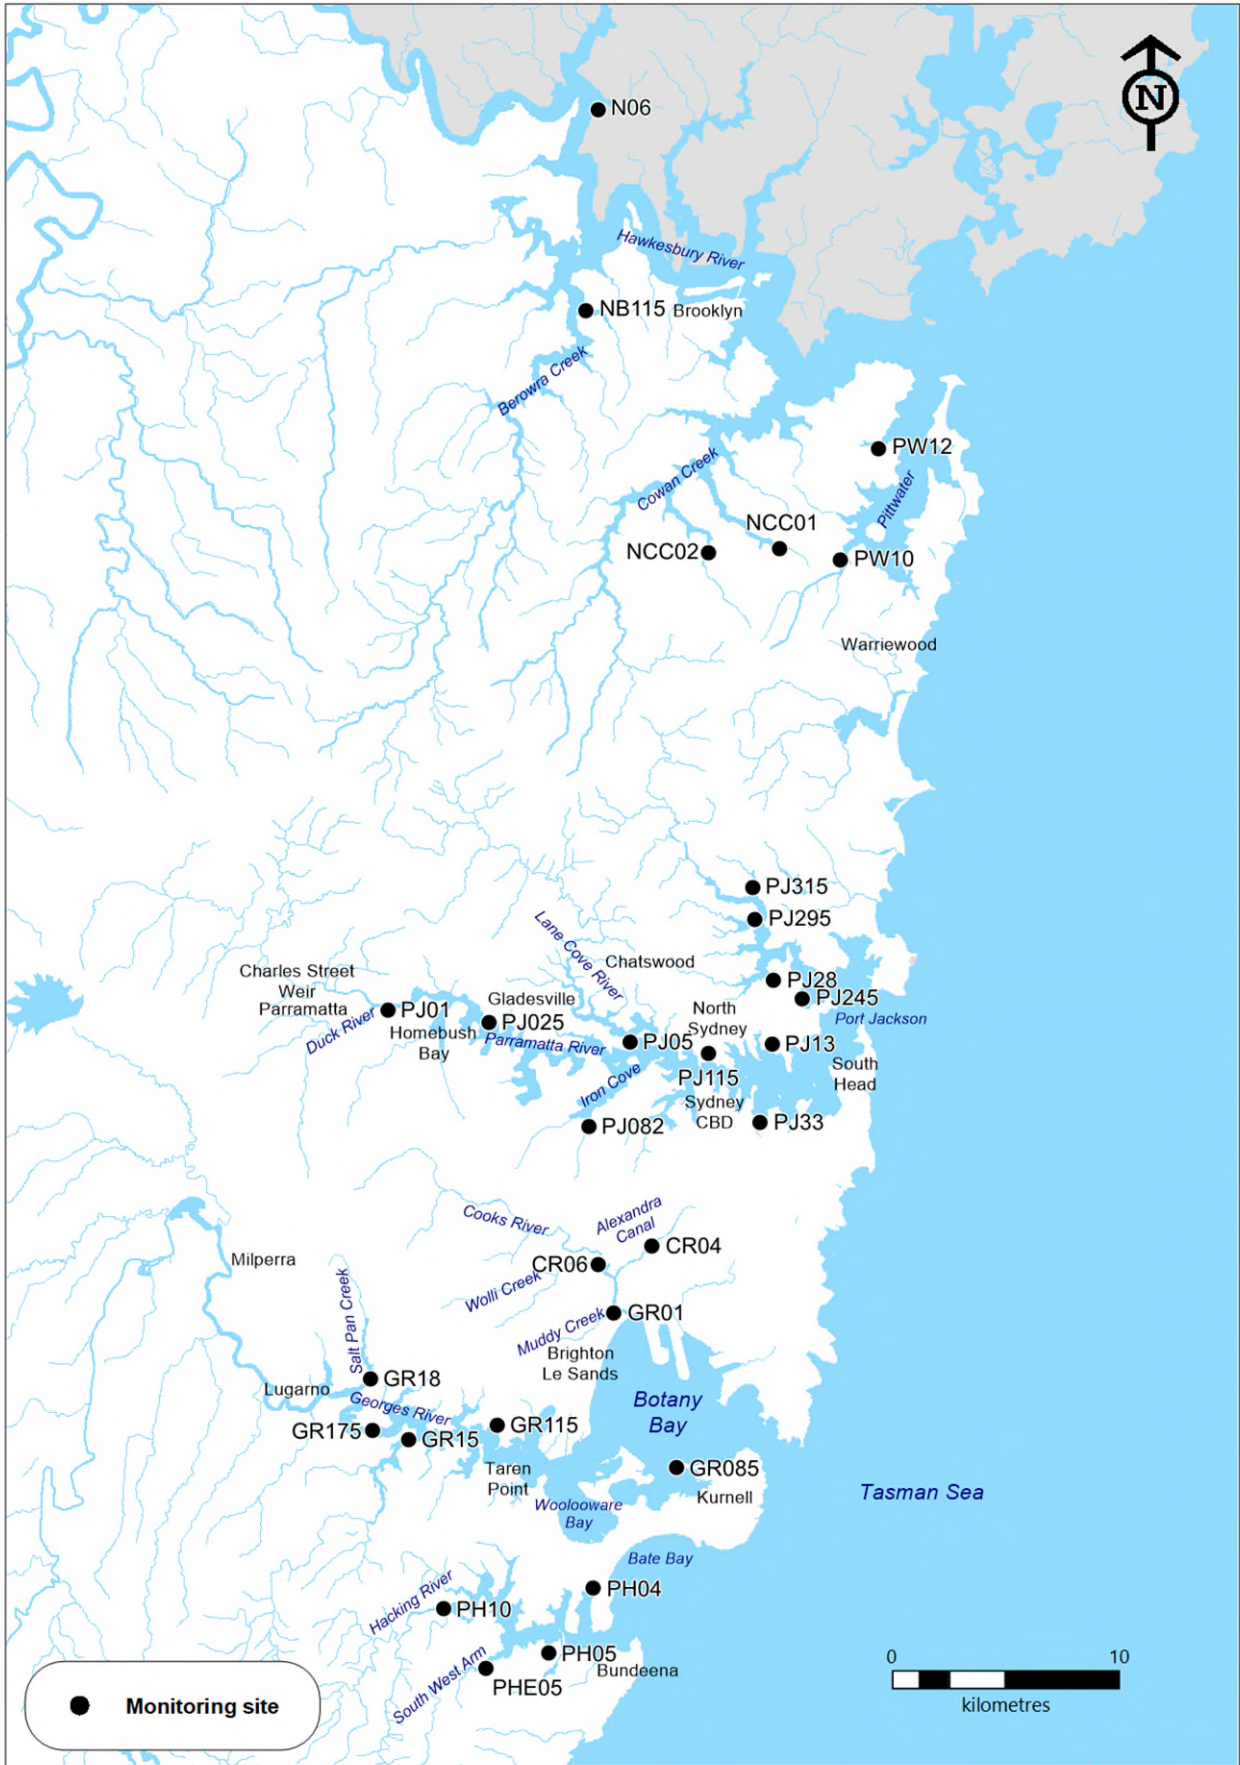 N
N06
Hawkesbury River
NB115
Brooklyn
Berowra Creek
PW12
Cowan Creek
Pittwater
NCC01
NCC02
PW10
Warriewood
PJ315
PJ295
Lane Cove River
Chatswood
Charles Street
Weir
Parramatta
PJ28
PJ245
Gladesville
PJ01
North
Sydney
Port Jackson
Duck River
Homebush
Bay
PJ025
Parramatta River
PJ05
PJ13
South
Head
PJ115
Iron Cove
Sydney
CBD
PJ082
PJ33
Cooks River
Alexandra
Canal
CR04
Milperra
CR06
Wolli Creek
Salt Pan Creek
GR01
Muddy Creek
Brighton
Le Sands
GR18
Lugarno
Georges River
Botany
Bay
GR175
GR15
GR115
Taren
Point
GR085
Kurnell
Woolooware
Bay
Tasman Sea
Bate Bay
Hacking River
PH04
PH10
South West Arm
PH05
Bundeena
PHE05
0 10
kilometres
Monitoring site